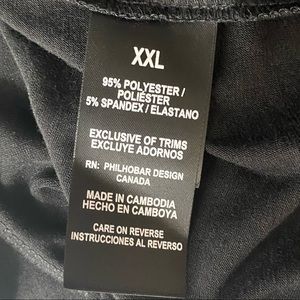 XXL
95% POLYESTER /
POLIÉSTER
5% SPANDEX / ELASTANO
EXCLUSIVE OF TRIMS
EXCLUYE ADORNOS
RN: PHILHOBAR DESIGN
CANADA
MADE IN CAMBODIA
HECHO EN CAMBOYA
CARE ON REVERSE
INSTRUCCIONES AL REVERSO